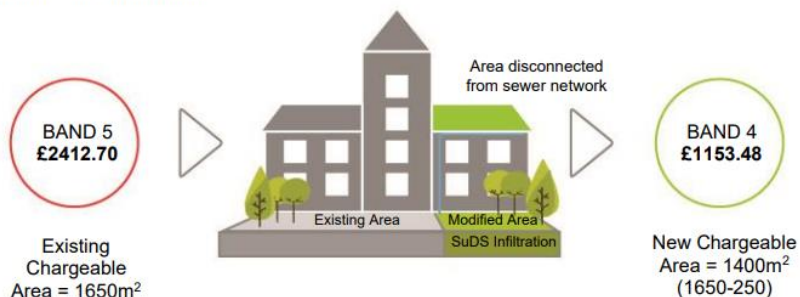 BAND 5
£2412.70
Existing
Chargeable
Area = 1650m²
Area disconnected
from sewer network
Existing Area
Modified Area
SuDS Infiltration
BAND 4
£1153.48
New Chargeable
Area = 1400m²
(1650-250)